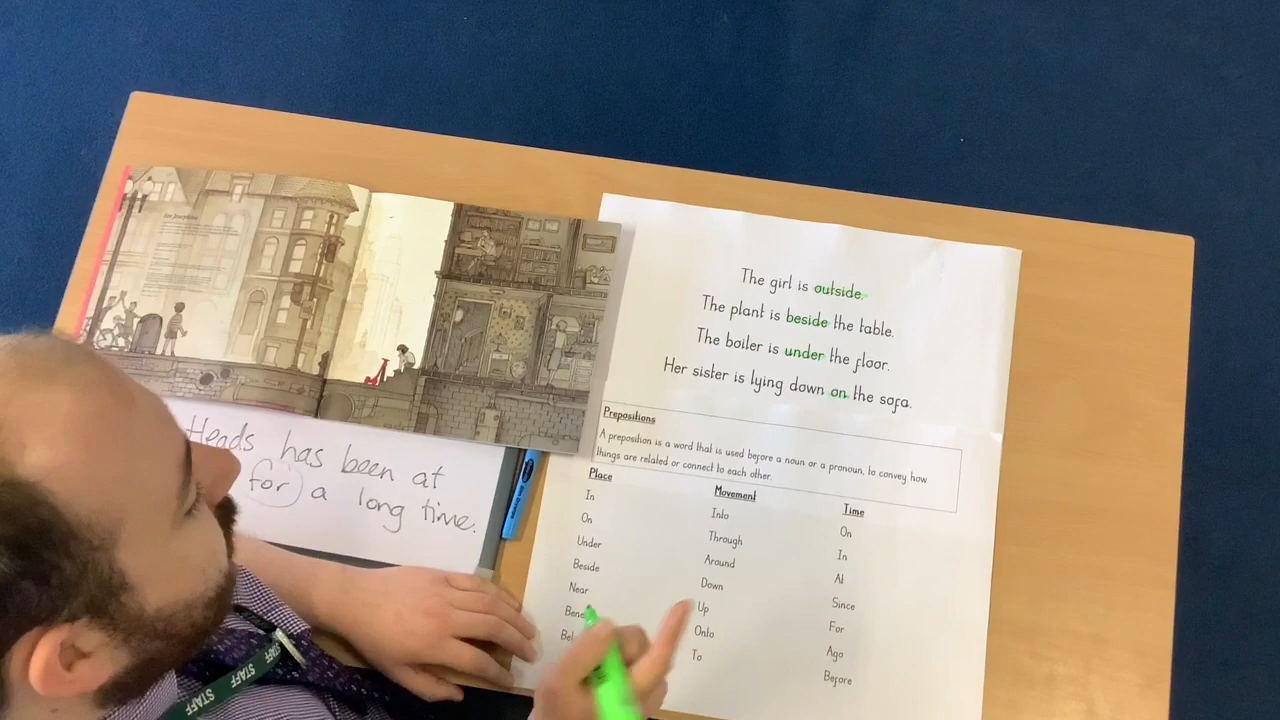 The girl is outside.
The plant is beside the table.
The boiler is under the floor.
Her sister is lying down on the sofa.
Prepositions
A preposition is a word that is used before a noun or a pronoun, to convey how
things are related or connect to each other.
Place
In
On
Under
Beside
Near
Movement
Into
Through
Around
Down
Up
Onto
To
Time
On
In
At
Since
For
Ago
Before
Heads has been at
for a long time.
STAFF
STAFF
STAFF